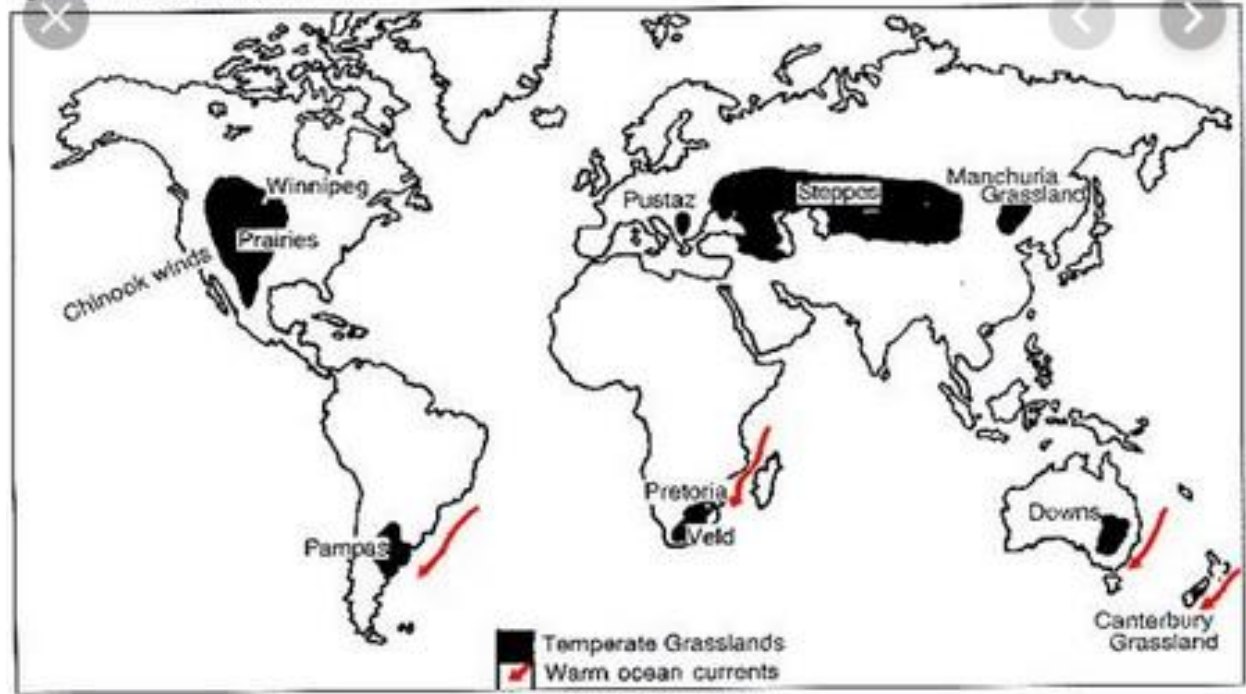 Winnipeg
Prairies
Chinook winds
Pustaz
Steppes
Manchuria
Grassland
Pretoria
Veld
Pampas
Downs
Canterbury
Grassland
Temperate Grasslands
Warm ocean currents